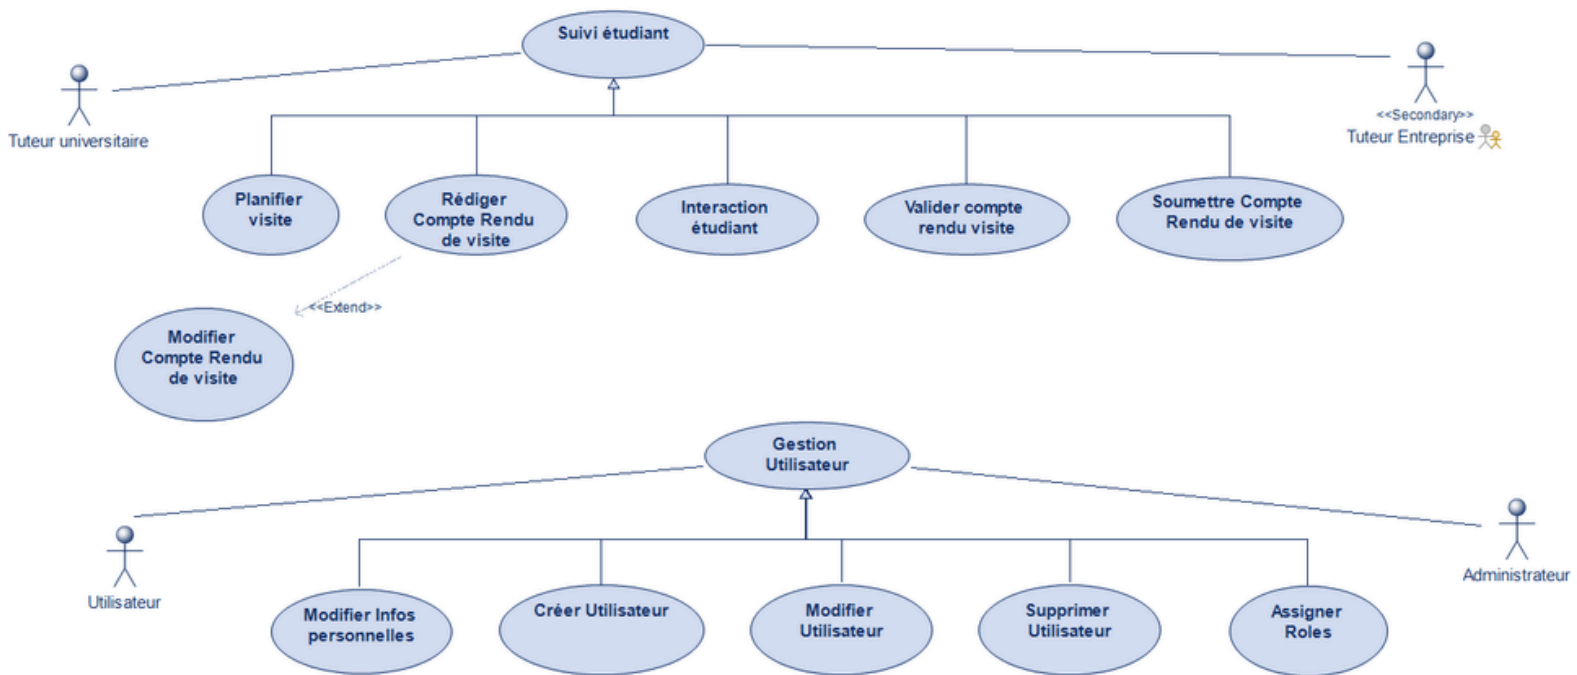 Suivi étudiant
Tuteur universitaire
<<Secondary>>
Tuteur Entreprise
Planifier
visite
Rédiger
Compte Rendu
de visite
Interaction
étudiant
Valider compte
rendu visite
Soumettre Compte
Rendu de visite
<<Extend>>
Modifier
Compte Rendu
de visite
Gestion
Utilisateur
Utilisateur
Administrateur
Modifier Infos
personnelles
Créer Utilisateur
Modifier
Utilisateur
Supprimer
Utilisateur
Assigner
Roles